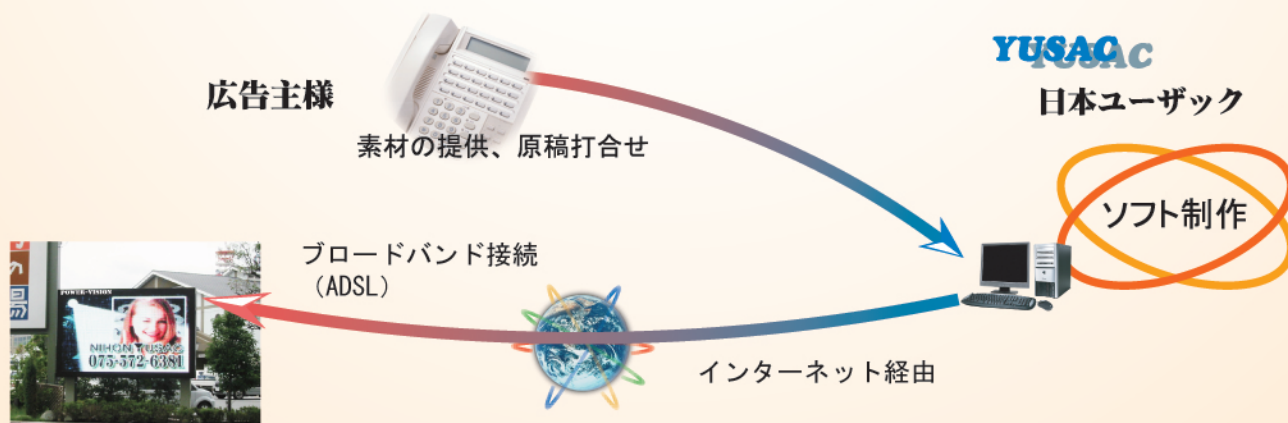 YUSAC
YUSAC
広告主様
日本ユーザック
素材の提供、原稿打合せ
ソフト制作
ブロードバンド接続
(ADSL)
POWER-VISION
NIHON YUSAC
075-572-6381
インターネット経由